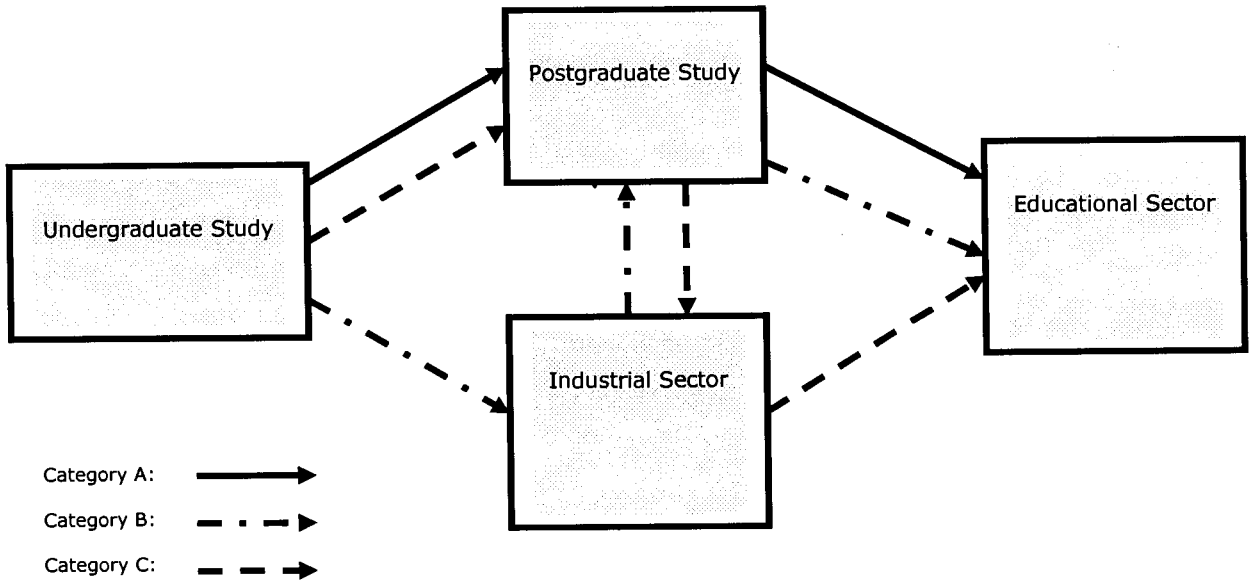 Postgraduate Study
Undergraduate Study
Educational Sector
Industrial Sector
Category A:
Category B:
Category C: